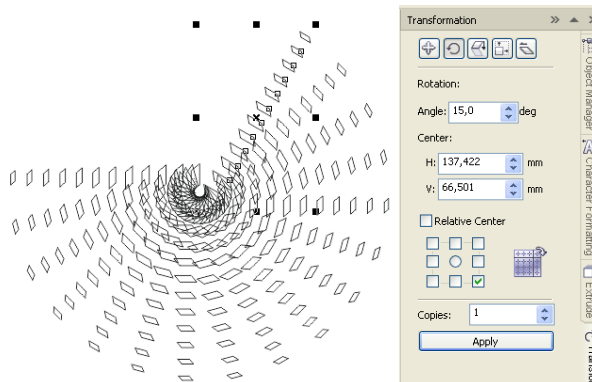 Transformation
Rotation:
Angle: 15,0 deg
Center:
H: 137,422 mm
V: 66,501 mm
Relative Center
Copies: 1
Apply
Object Manager
Character Formatting
Extrude